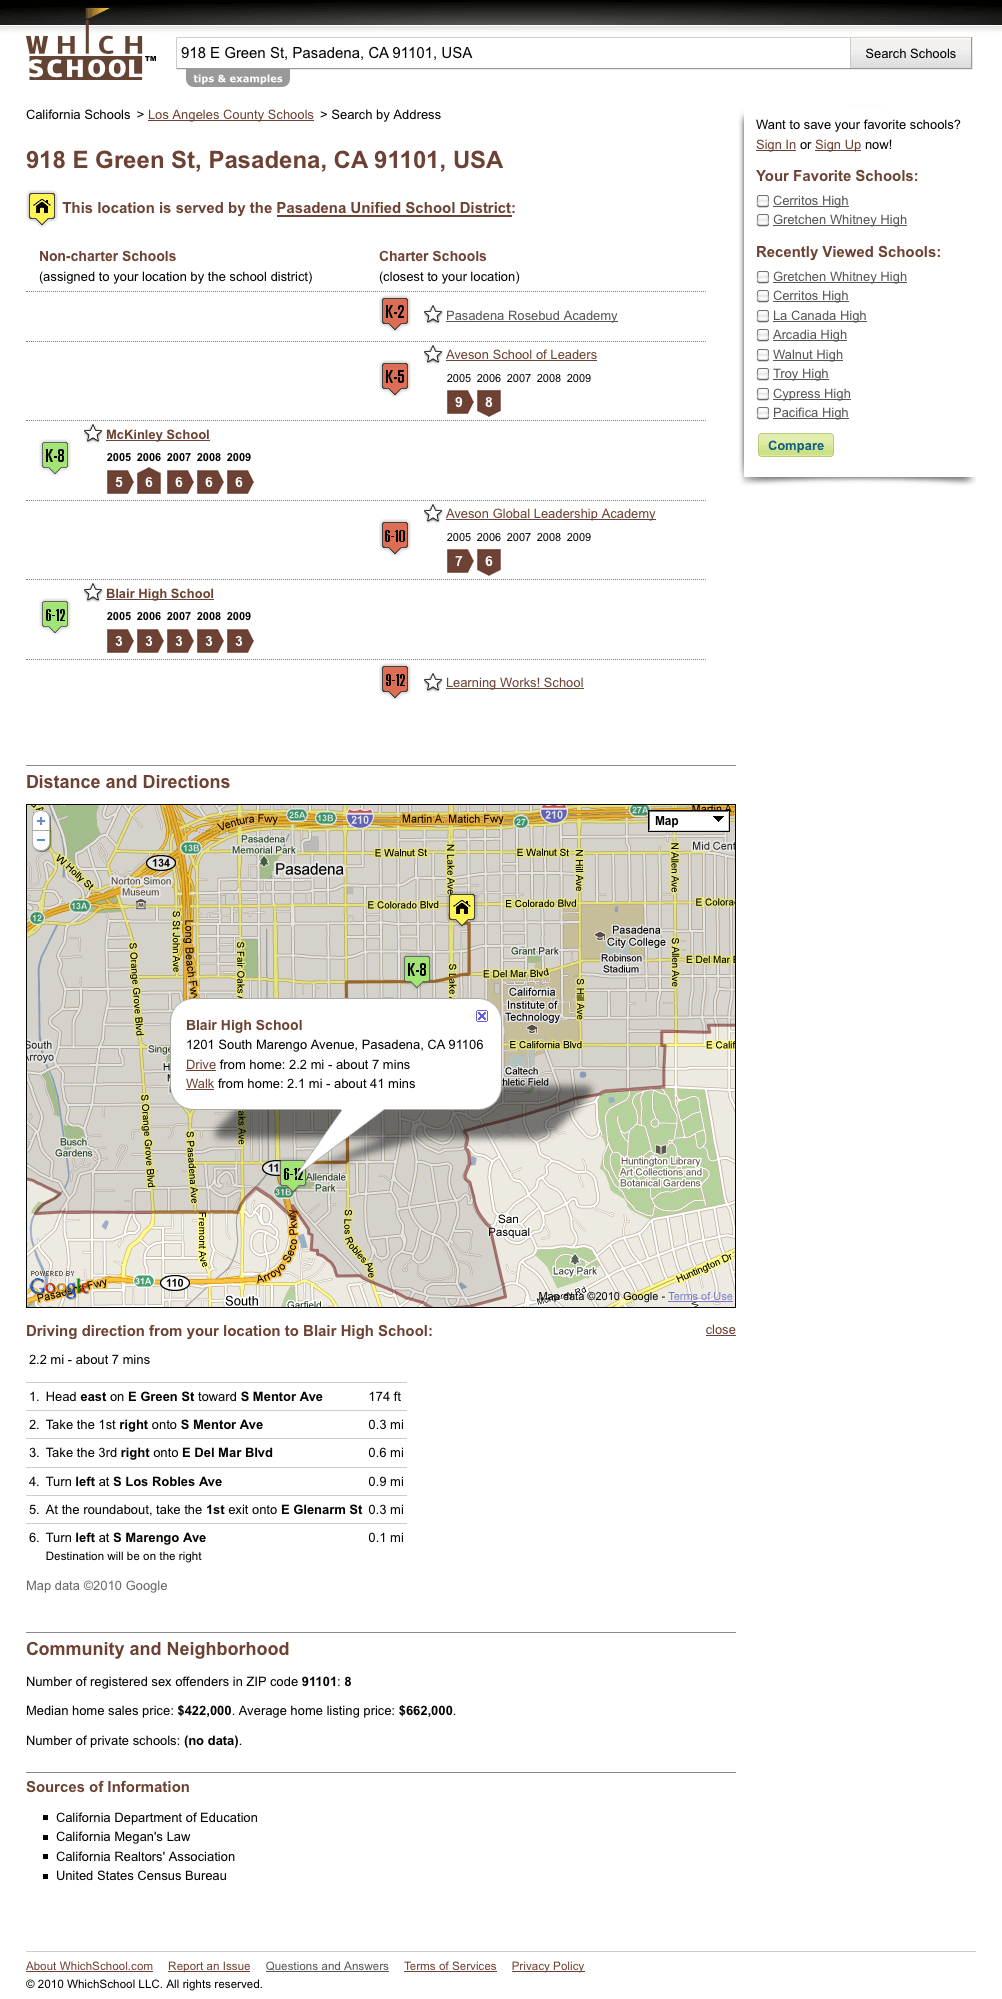 WHICH
SCHOOL™
918 E Green St, Pasadena, CA 91101, USA
Search Schools
tips & examples
California Schools > Los Angeles County Schools > Search by Address
918 E Green St, Pasadena, CA 91101, USA
This location is served by the Pasadena Unified School District:
Non-charter Schools
(assigned to your location by the school district)
Charter Schools
(closest to your location)
K-2
Pasadena Rosebud Academy
K-5
Aveson School of Leaders
2005 2006 2007 2008 2009
9 8
K-8
McKinley School
2005 2006 2007 2008 2009
5 6 6 6 6
6-10
Aveson Global Leadership Academy
2005 2006 2007 2008 2009
7 6
6-12
Blair High School
2005 2006 2007 2008 2009
3 3 3 3 3
9-12
Learning Works! School
Want to save your favorite schools?
Sign In or Sign Up now!
Your Favorite Schools:
Cerritos High
Gretchen Whitney High
Recently Viewed Schools:
Gretchen Whitney High
Cerritos High
La Canada High
Arcadia High
Walnut High
Troy High
Cypress High
Pacifica High
Compare
Distance and Directions
+
−
Map
Ventura Fwy
25A
13B
210
Martin A. Matich Fwy
27
210
27A
Martin A.
Pasadena
Memorial Park
E Walnut St
N Lake Ave
E Walnut St
N Hill Ave
N Allen Ave
Mid Cent
13B
134
W Holly St
Pasadena
Norton Simon
Museum
13A
12
E Colorado Blvd
E Colorado Blvd
E Colora
S St John Ave
Long Beach Fwy
S Orange Grove Blvd
S Fair Oaks A
Pasadena
City College
Robinson
Stadium
Grant Park
K-8
S Lake
E Del Mar Blvd
E Del Mar B
S Allen Ave
S Hill Ave
California
Institute of
Technology
E California Blvd
E Calif
South
Arroyo
Singe
Caltech
hletic Field
Blair High School
1201 South Marengo Avenue, Pasadena, CA 91106
Drive from home: 2.2 mi - about 7 mins
Walk from home: 2.1 mi - about 41 mins
S Orange Grove Blvd
S Pasadena Ave
aks Ave
Busch
Gardens
Huntington Library
Art Collections and
Botanical Gardens
11
6-12
31B
Allendale
Park
Fremont Ave
Arroyo Seco Pkwy
S Los Robles Ave
San
Pasqual
Lacy Park
Huntington Dr
POWERED BY
Google
Pasade
Fwy
31A
110
South
Garfield
Map data ©2010 Google - Terms of Use
Driving direction from your location to Blair High School:
close
2.2 mi - about 7 mins
1. Head east on E Green St toward S Mentor Ave 174 ft
2. Take the 1st right onto S Mentor Ave 0.3 mi
3. Take the 3rd right onto E Del Mar Blvd 0.6 mi
4. Turn left at S Los Robles Ave 0.9 mi
5. At the roundabout, take the 1st exit onto E Glenarm St 0.3 mi
6. Turn left at S Marengo Ave 0.1 mi
Destination will be on the right
Map data ©2010 Google
Community and Neighborhood
Number of registered sex offenders in ZIP code 91101: 8
Median home sales price: $422,000. Average home listing price: $662,000.
Number of private schools: (no data).
Sources of Information
California Department of Education
California Megan's Law
California Realtors' Association
United States Census Bureau
About WhichSchool.com Report an Issue Questions and Answers Terms of Services Privacy Policy
© 2010 WhichSchool LLC. All rights reserved.